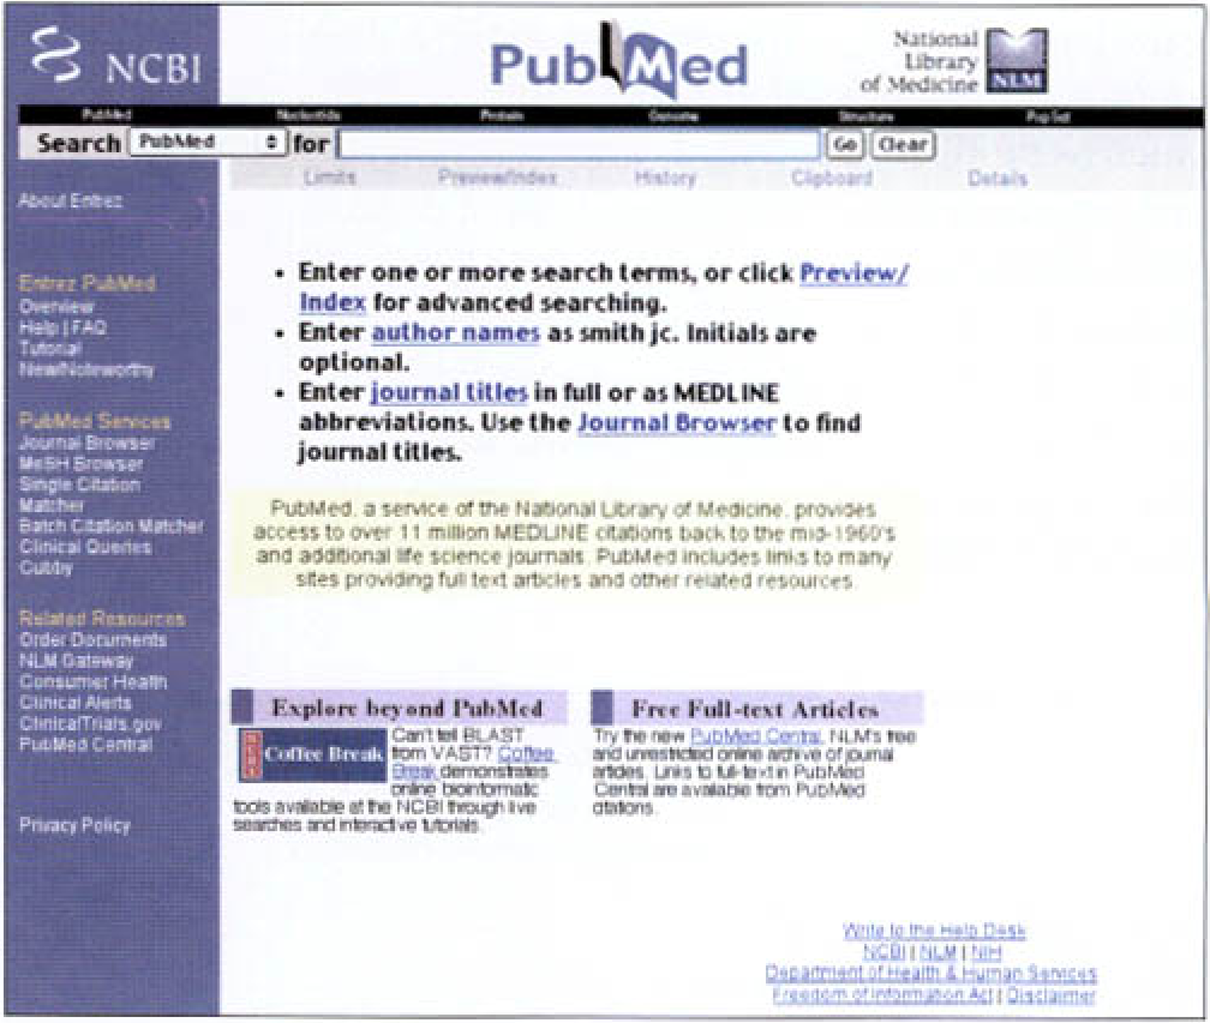 NCBI
PubMed
National
Library
of Medicine
NLM
PubMed Nucleotide Protein Genome Structure PopSet
Search PubMed for Go Clear
Limits Preview/Index History Clipboard Details
About Entrez
Entrez PubMed
Overview
Help | FAQ
Tutorial
New/Noteworthy
PubMed Services
Journal Browser
MeSH Browser
Single Citation
Matcher
Batch Citation Matcher
Clinical Queries
Cubby
Related Resources
Order Documents
NLM Gateway
Consumer Health
Clinical Alerts
ClinicalTrials.gov
PubMed Central
Privacy Policy
• Enter one or more search terms, or click Preview/
Index for advanced searching.
• Enter author names as smith jc. Initials are
optional.
• Enter journal titles in full or as MEDLINE
abbreviations. Use the Journal Browser to find
journal titles.
PubMed, a service of the National Library of Medicine, provides
access to over 11 million MEDLINE citations back to the mid-1960's
and additional life science journals. PubMed includes links to many
sites providing full text articles and other related resources.
Explore beyond PubMed
NCBI
Coffee Break
Can't tell BLAST
from VAST? Coffee
Break demonstrates
online bioinformatic
tools available at the NCBI through live
searches and interactive tutorials.
Free Full-text Articles
Try the new PubMed Central, NLM's free
and unrestricted online archive of journal
articles. Links to full-text in PubMed
Central are available from PubMed
citations.
Write to the Help Desk
NCBI | NLM | NIH
Department of Health & Human Services
Freedom of Information Act | Disclaimer